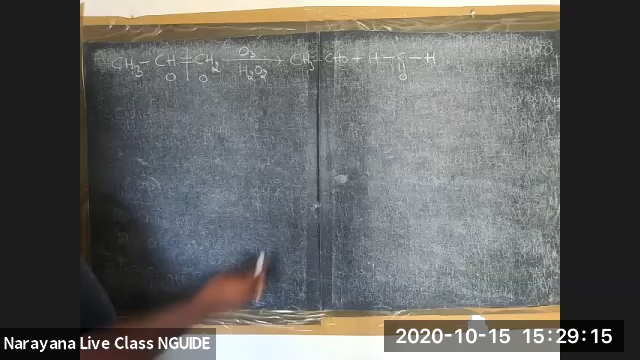 CH3 - CH = CH2 O3 H2O2 → CH3 - CHO + H - C - H
O O O
Narayana Live Class NGUIDE
2020-10-15 15:29:15